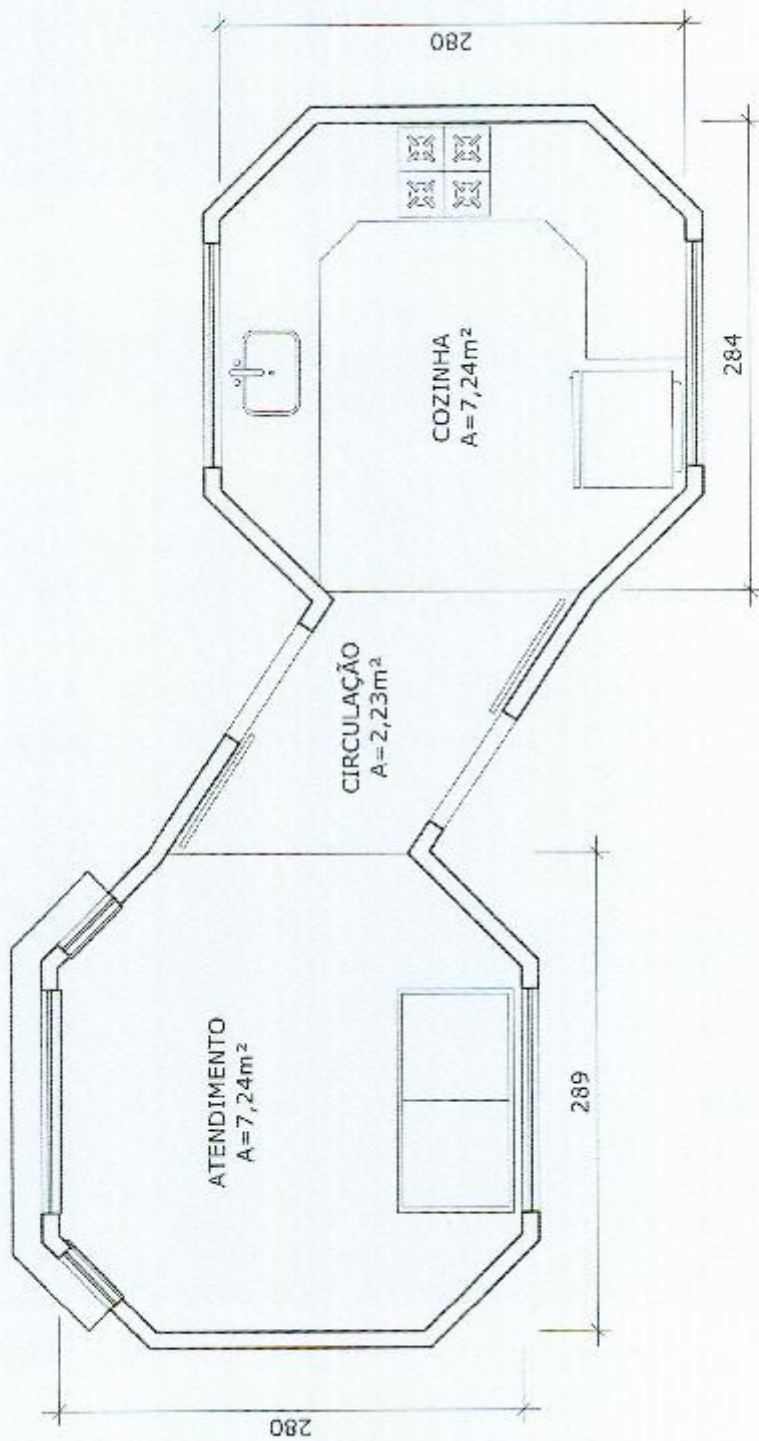 280
COZINHA
A=7,24m²
284
CIRCULAÇÃO
A=2,23m²
ATENDIMENTO
A=7,24m²
289
280